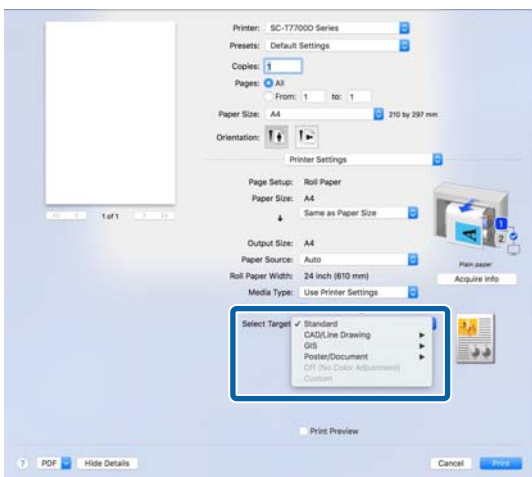 Printer: SC-T7700D Series
Presets: Default Settings
Copies: 1
Pages: All
From: 1 to: 1
Paper Size: A4 210 by 297 mm
Orientation:
Printer Settings
Page Setup: Roll Paper
Paper Size: A4
Same as Paper Size
Output Size: A4
Paper Source: Auto
Roll Paper Width: 24 inch (610 mm)
Media Type: Use Printer Settings
1 of 1
1
2
Plain paper
Acquire Info
Select Target ✓ Standard
CAD/Line Drawing
GIS
Poster/Document
Off (No Color Adjustment)
Custom
Print Preview
? PDF Hide Details Cancel Print